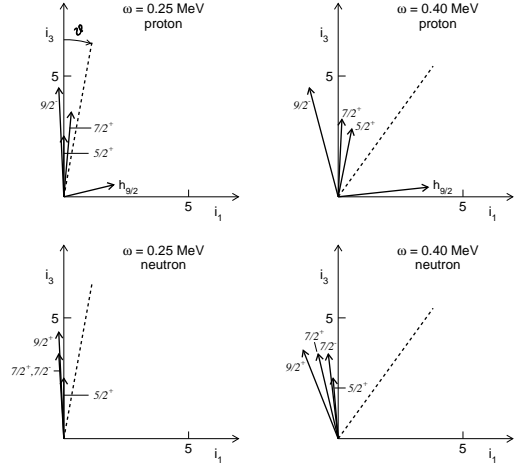 ω = 0.25 MeV
proton
i₃
ϑ
5
9/2⁻
7/2⁺
5/2⁺
h₉/₂
5
i₁
ω = 0.40 MeV
proton
i₃
5
9/2⁻
7/2⁺
5/2⁺
h₉/₂
5
i₁
ω = 0.25 MeV
neutron
i₃
5
9/2⁺
7/2⁺,7/2⁻
5/2⁺
5
i₁
ω = 0.40 MeV
neutron
i₃
5
7/2⁺
7/2⁻
9/2⁺
5/2⁺
5
i₁